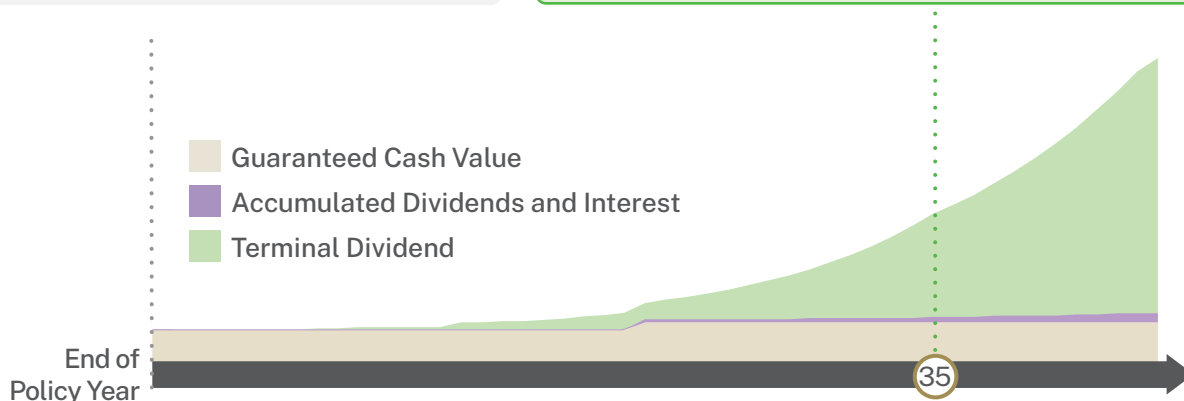 Guaranteed Cash Value
Accumulated Dividends and Interest
Terminal Dividend
End of
Policy Year
35